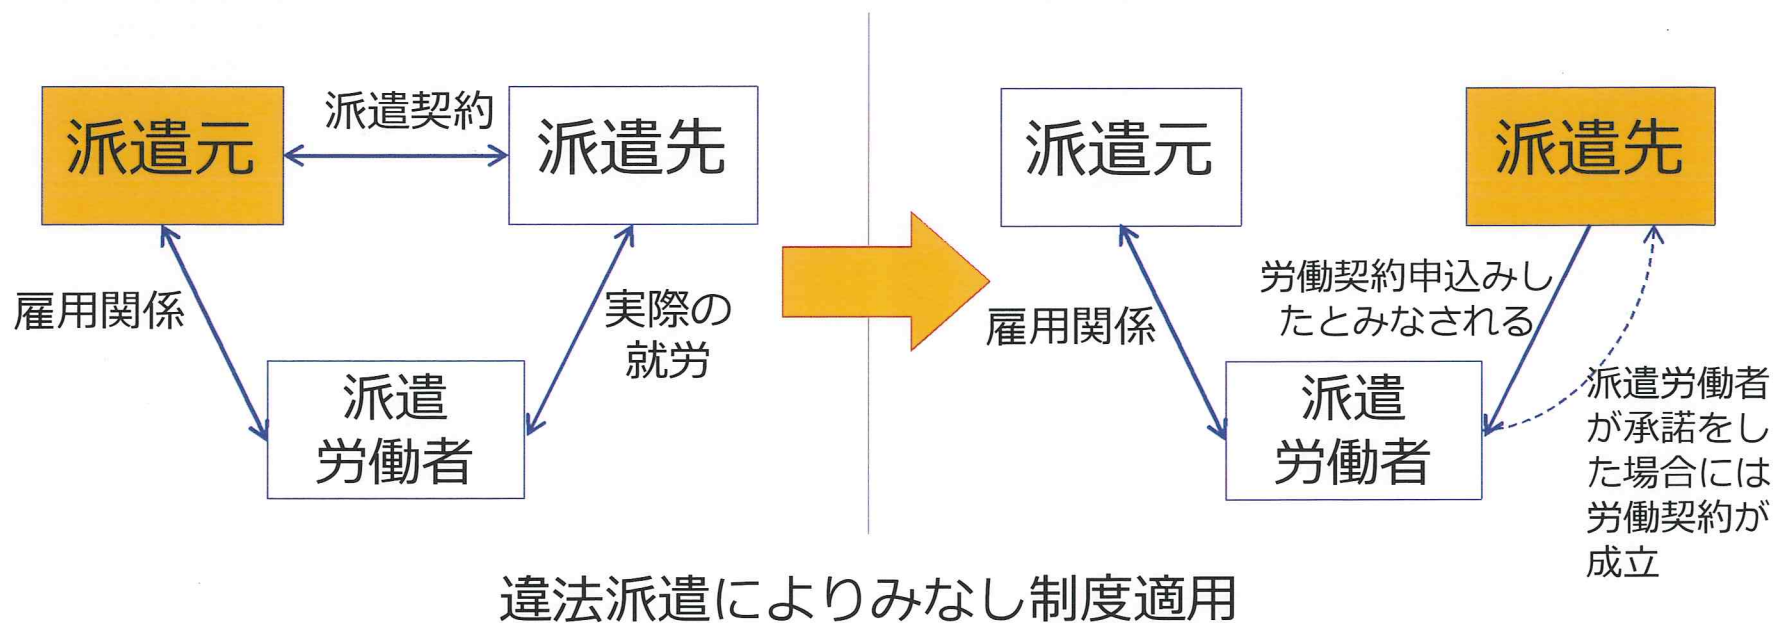 派遣元
派遣契約
派遣先
雇用関係
実際の
就労
派遣
労働者
派遣元
派遣先
雇用関係
労働契約申込みし
たとみなされる
派遣
労働者
派遣労働者
が承諾をし
た場合には
労働契約が
成立
違法派遣によりみなし制度適用